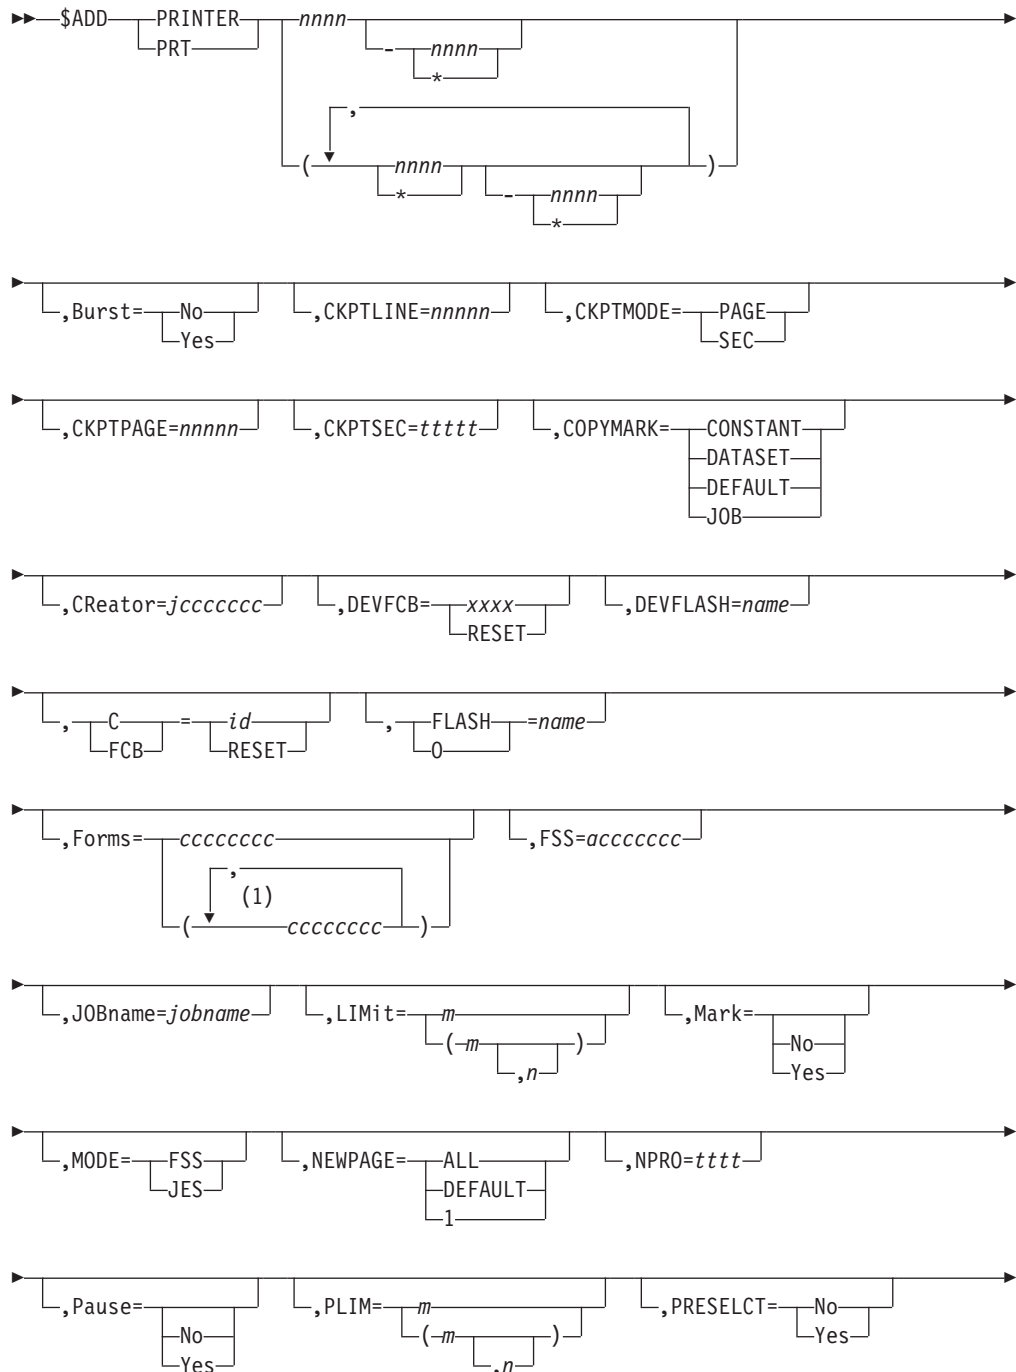 $ADD PRINTER nnnn
PRT - nnnn
*
,
( nnnn )
* - nnnn
*
,Burst= No ,CKPTLINE=nnnnn ,CKPTMODE= PAGE
Yes SEC
,CKPTPAGE=nnnnn ,CKPTSEC=ttttt ,COPYMARK= CONSTANT
DATASET
DEFAULT
JOB
,CReator=jccccccc ,DEVFCB= xxxx ,DEVFLASH=name
RESET
, C = id , FLASH =name
FCB RESET O
,Forms= cccccccc ,FSS=accccccc
,
(1)
( cccccccc )
,JOBname=jobname ,LIMit= m ,Mark=
(m ) No
,n Yes
,MODE= FSS ,NEWPAGE= ALL ,NPRO=tttt
JES DEFAULT
1
,Pause= ,PLIM= m ,PRESELCT= No
No (m ) Yes
Yes ,n